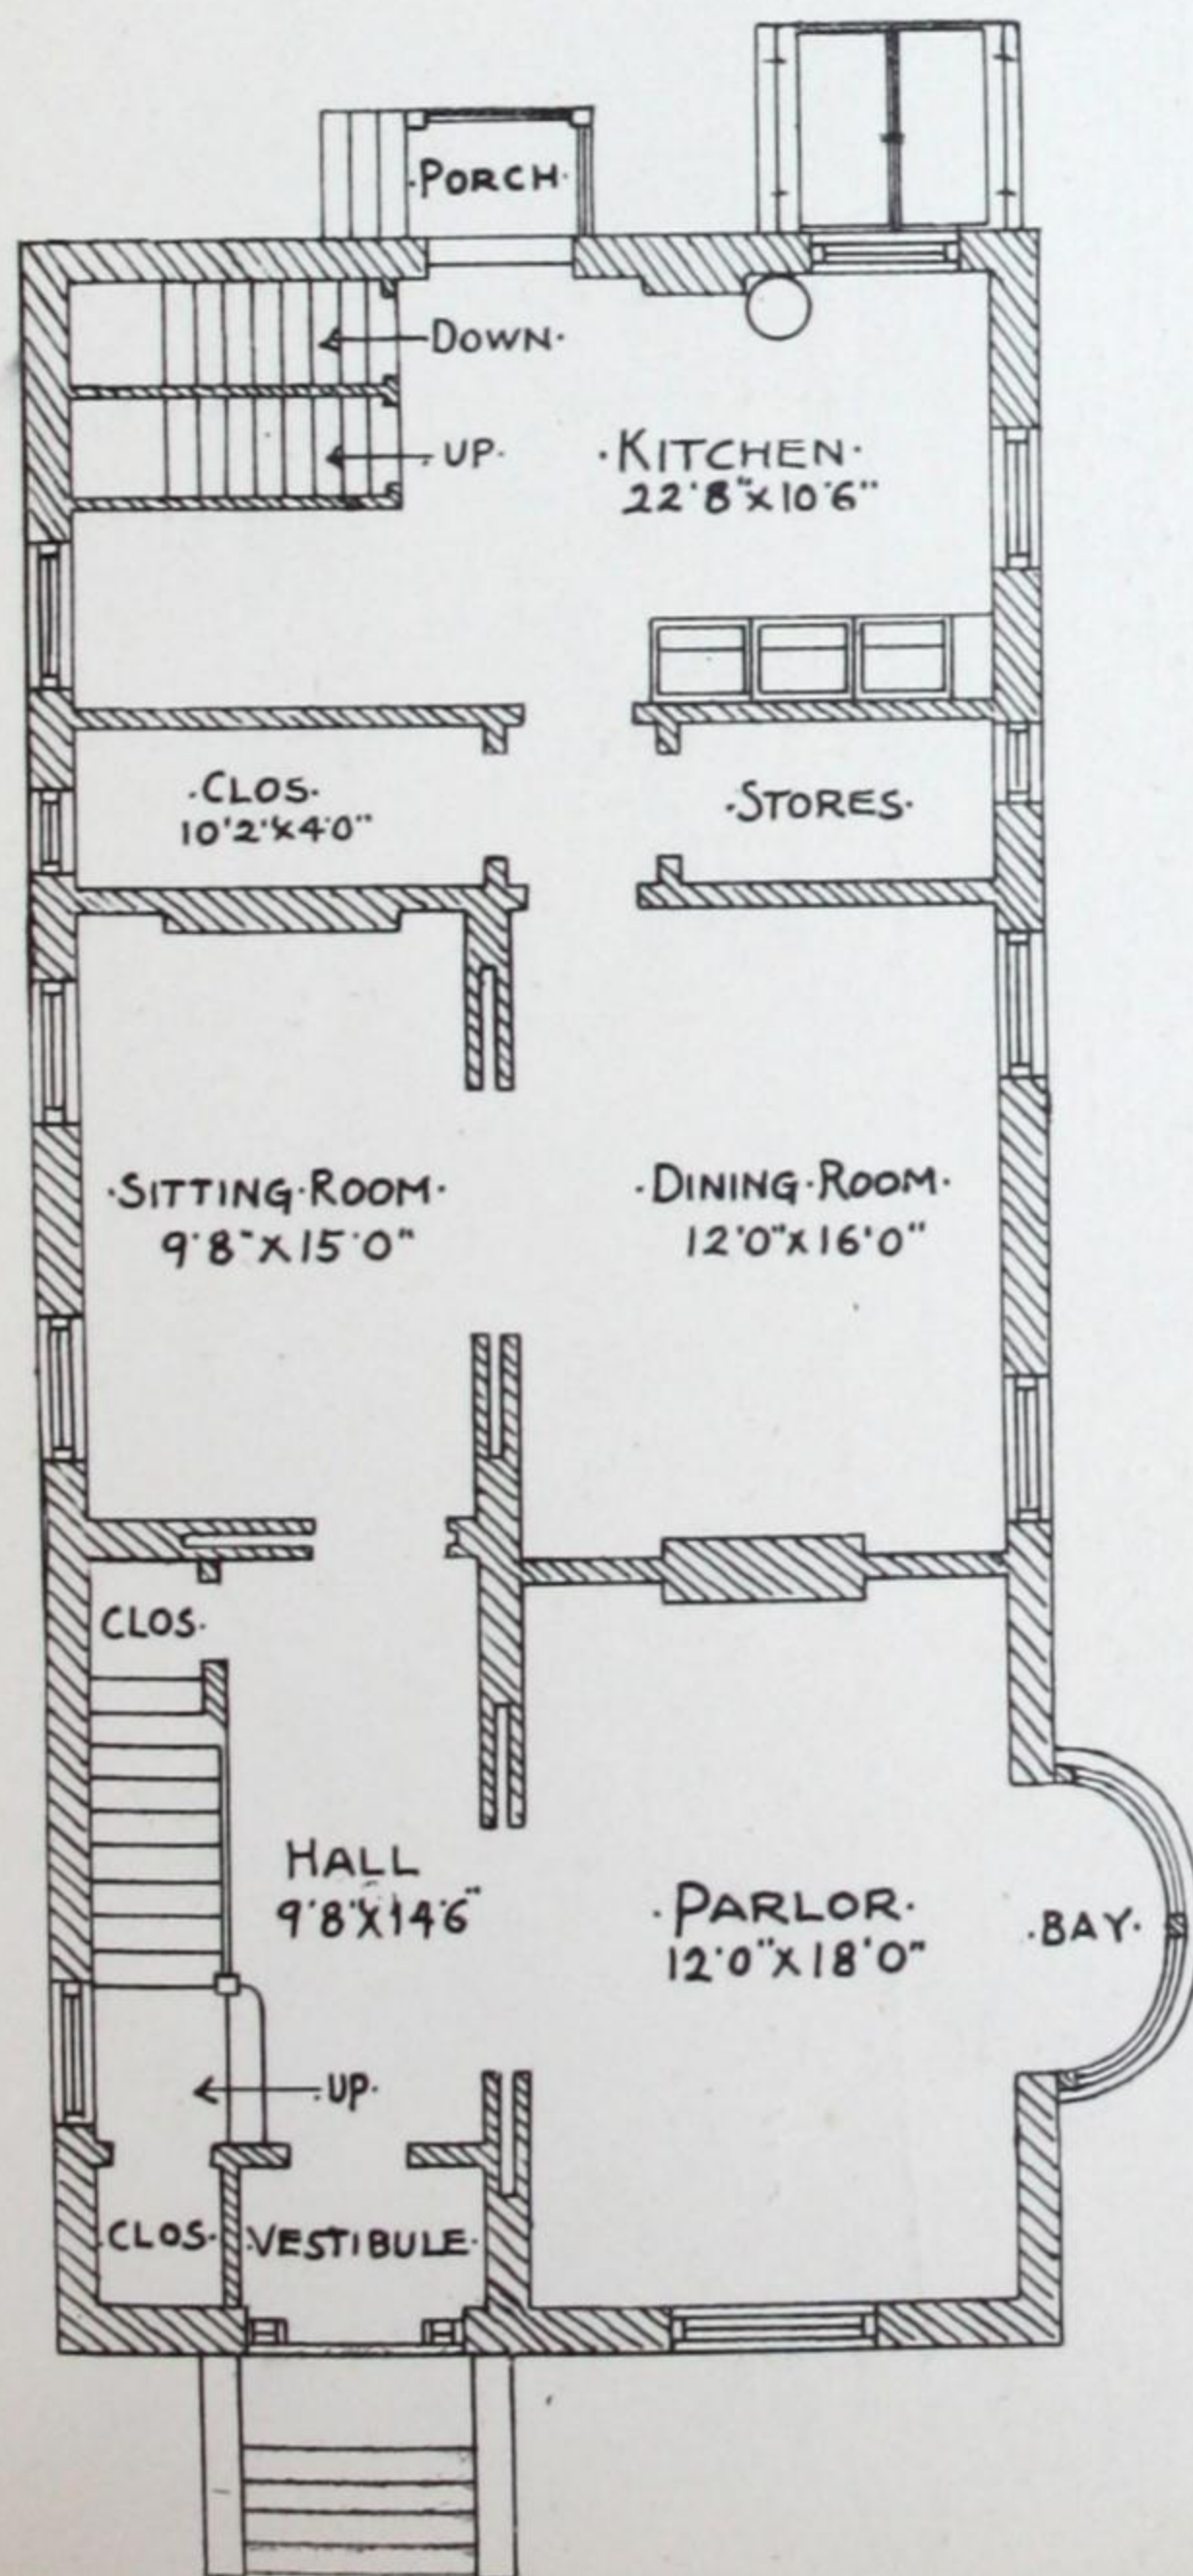 ·PORCH·
DOWN·
UP·
·KITCHEN·
22'8"X10'6"
·CLOS·
10'2"X4'0"
·STORES·
·SITTING·ROOM·
9'8"X15'0"
·DINING·ROOM·
12'0"X16'0"
CLOS·
HALL
9'8"X14'6"
·PARLOR·
12'0"X18'0"
·BAY·
UP·
CLOS·
·VESTIBULE·